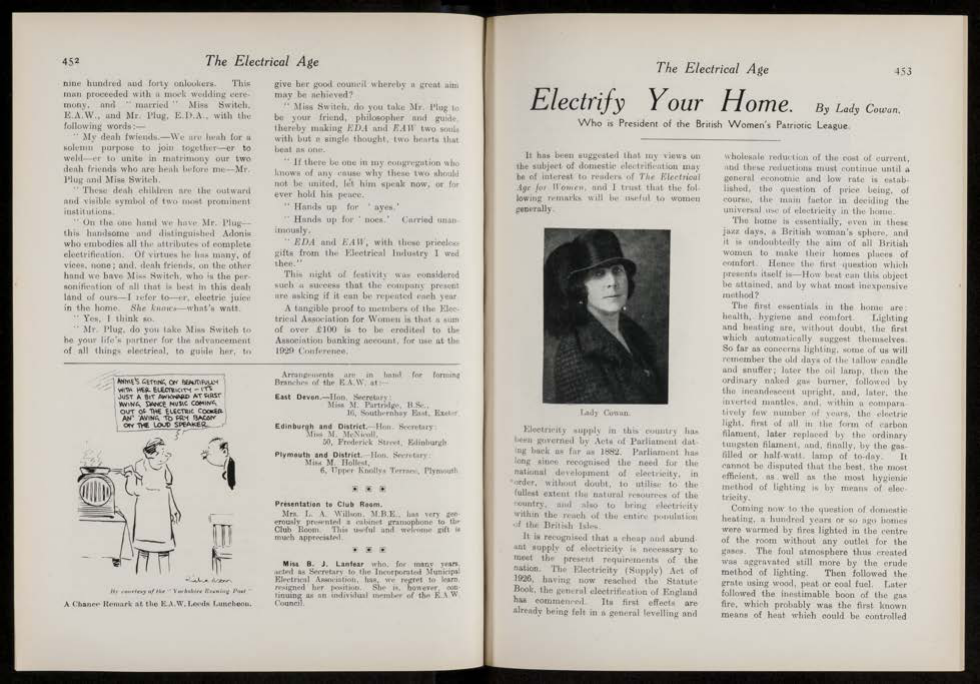 452
The Electrical Age
nine hundred and forty onlookers. This
man proceeded with a mock wedding cere-
mony, and "married" Miss Switch,
E.A.W., and Mr. Plug, E.D.A., with the
following words:—
"My deah fwiends.—We are heah for a
solemn purpose to join together—er to
weld—er to unite in matrimony our two
deah friends who are heah before me—Mr.
Plug and Miss Switch.
"These deah children are the outward
and visible symbol of two most prominent
institutions.
"On the one hand we have Mr. Plug—
this handsome and distinguished Adonis
who embodies all the attributes of complete
electrification. Of virtues he has many, of
vices, none; and, deah friends, on the other
hand we have Miss Switch, who is the per-
sonification of all that is best in this deah
land of ours—I refer to—er, electric juice
in the home. She knows—what's watt.
"Yes, I think so.
"Mr. Plug, do you take Miss Switch to
be your life's partner for the advancement
of all things electrical, to guide her, to
give her good council whereby a great aim
may be achieved?
"Miss Switch, do you take Mr. Plug to
be your friend, philosopher and guide,
thereby making EDA and EAW two souls
with but a single thought, two hearts that
beat as one.
"If there be one in my congregation who
knows of any cause why these two should
not be united, let him speak now, or for
ever hold his peace.
"Hands up for 'ayes.'
"Hands up for 'noes.' Carried unan-
imously.
"EDA and EAW, with these priceless
gifts from the Electrical Industry I wed
thee."
This night of festivity was considered
such a success that the company present
are asking if it can be repeated each year.
A tangible proof to members of the Elec-
trical Association for Women is that a sum
of over £100 is to be credited to the
Association banking account, for use at the
1929 Conference.
ANNIE'S GETTING ON BEAUTIFULLY
WITH HER ELECTRICITY – IT'S
JUST A BIT AWKWARD AT FIRST
'AVING DANCE MUSIC COMING
OUT OF THE ELECTRIC COOKER
AN' 'AVING TO FRY BACON
ON THE LOUD SPEAKER
By courtesy of the "Yorkshire Evening Post"
A Chance Remark at the E.A.W. Leeds Luncheon.
Arrangements are in hand for forming
Branches of the E.A.W. at:—
East Devon.—Hon. Secretary:
Miss M. Partridge, B.Sc.,
16, Southernhay East, Exeter
Edinburgh and District.—Hon. Secretary:
Miss M. McNicoll,
50, Frederick Street, Edinburgh
Plymouth and District.—Hon. Secretary:
Miss M. Hollest,
6, Upper Knollys Terrace, Plymouth.
* * *
Presentation to Club Room.
Mrs. L. A. Willson, M.B.E., has very gen-
erously presented a cabinet gramophone to the
Club Room. This useful and welcome gift is
much appreciated.
* * *
Miss B. J. Lanfear who, for many years,
acted as Secretary to the Incorporated Municipal
Electrical Association, has, we regret to learn,
resigned her position. She is, however, con-
tinuing as an individual member of the E.A.W.
Council.
The Electrical Age
453
Electrify Your Home. By Lady Cowan.
Who is President of the British Women's Patriotic League.
It has been suggested that my views on
the subject of domestic electrification may
be of interest to readers of The Electrical
Age for Women, and I trust that the fol-
lowing remarks will be useful to women
generally.
Lady Cowan.
Electricity supply in this country has
been governed by Acts of Parliament dat-
ing back as far as 1882. Parliament has
long since recognised the need for the
national development of electricity, in
order, without doubt, to utilise to the
fullest extent the natural resources of the
country, and also to bring electricity
within the reach of the entire population
of the British Isles.
It is recognised that a cheap and abund-
ant supply of electricity is necessary to
meet the present requirements of the
nation. The Electricity (Supply) Act of
1926, having now reached the Statute
Book, the general electrification of England
has commenced. Its first effects are
already being felt in a general levelling and
wholesale reduction of the cost of current,
and these reductions must continue until a
general economic and low rate is estab-
lished, the question of price being, of
course, the main factor in deciding the
universal use of electricity in the home.
The home is essentially, even in these
jazz days, a British woman's sphere, and
it is undoubtedly the aim of all British
women to make their homes places of
comfort. Hence the first question which
presents itself is—How best can this object
be attained, and by what most inexpensive
method?
The first essentials in the home are:
health, hygiene and comfort. Lighting
and heating are, without doubt, the first
which automatically suggest themselves.
So far as concerns lighting, some of us will
remember the old days of the tallow candle
and snuffer; later the oil lamp, then the
ordinary naked gas burner, followed by
the incandescent upright, and, later, the
inverted mantles, and, within a compara-
tively few number of years, the electric
light, first of all in the form of carbon
filament, later replaced by the ordinary
tungsten filament, and, finally, by the gas-
filled or half-watt lamp of to-day. It
cannot be disputed that the best, the most
efficient, as well as the most hygienic
method of lighting is by means of elec-
tricity.
Coming now to the question of domestic
heating, a hundred years or so ago homes
were warmed by fires lighted in the centre
of the room without any outlet for the
gases. The foul atmosphere thus created
was aggravated still more by the crude
method of lighting. Then followed the
grate using wood, peat or coal fuel. Later
followed the inestimable boon of the gas
fire, which probably was the first known
means of heat which could be controlled